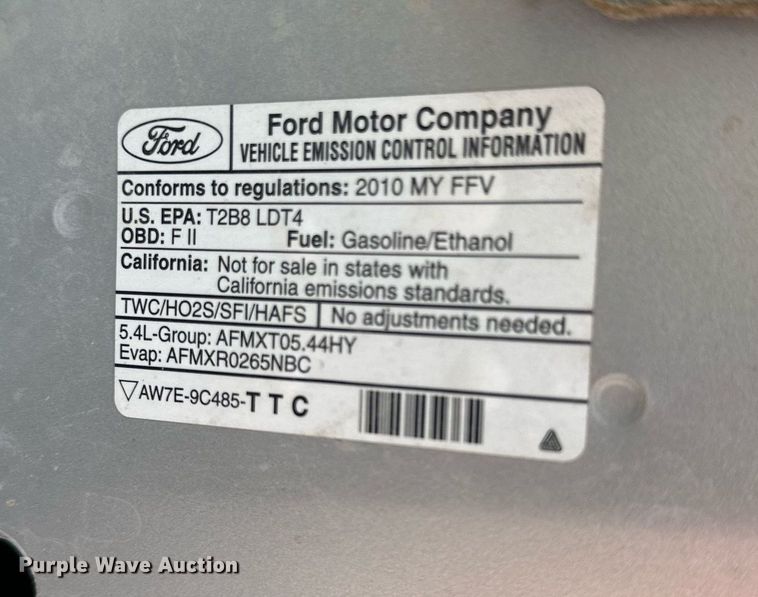 Ford
Ford Motor Company
VEHICLE EMISSION CONTROL INFORMATION
Conforms to regulations: 2010 MY FFV
U.S. EPA: T2B8 LDT4
OBD: F II Fuel: Gasoline/Ethanol
California: Not for sale in states with
California emissions standards.
TWC/HO2S/SFI/HAFS No adjustments needed.
5.4L-Group: AFMXT05.44HY
Evap: AFMXR0265NBC
▽AW7E-9C485-T T C
Purple Wave Auction